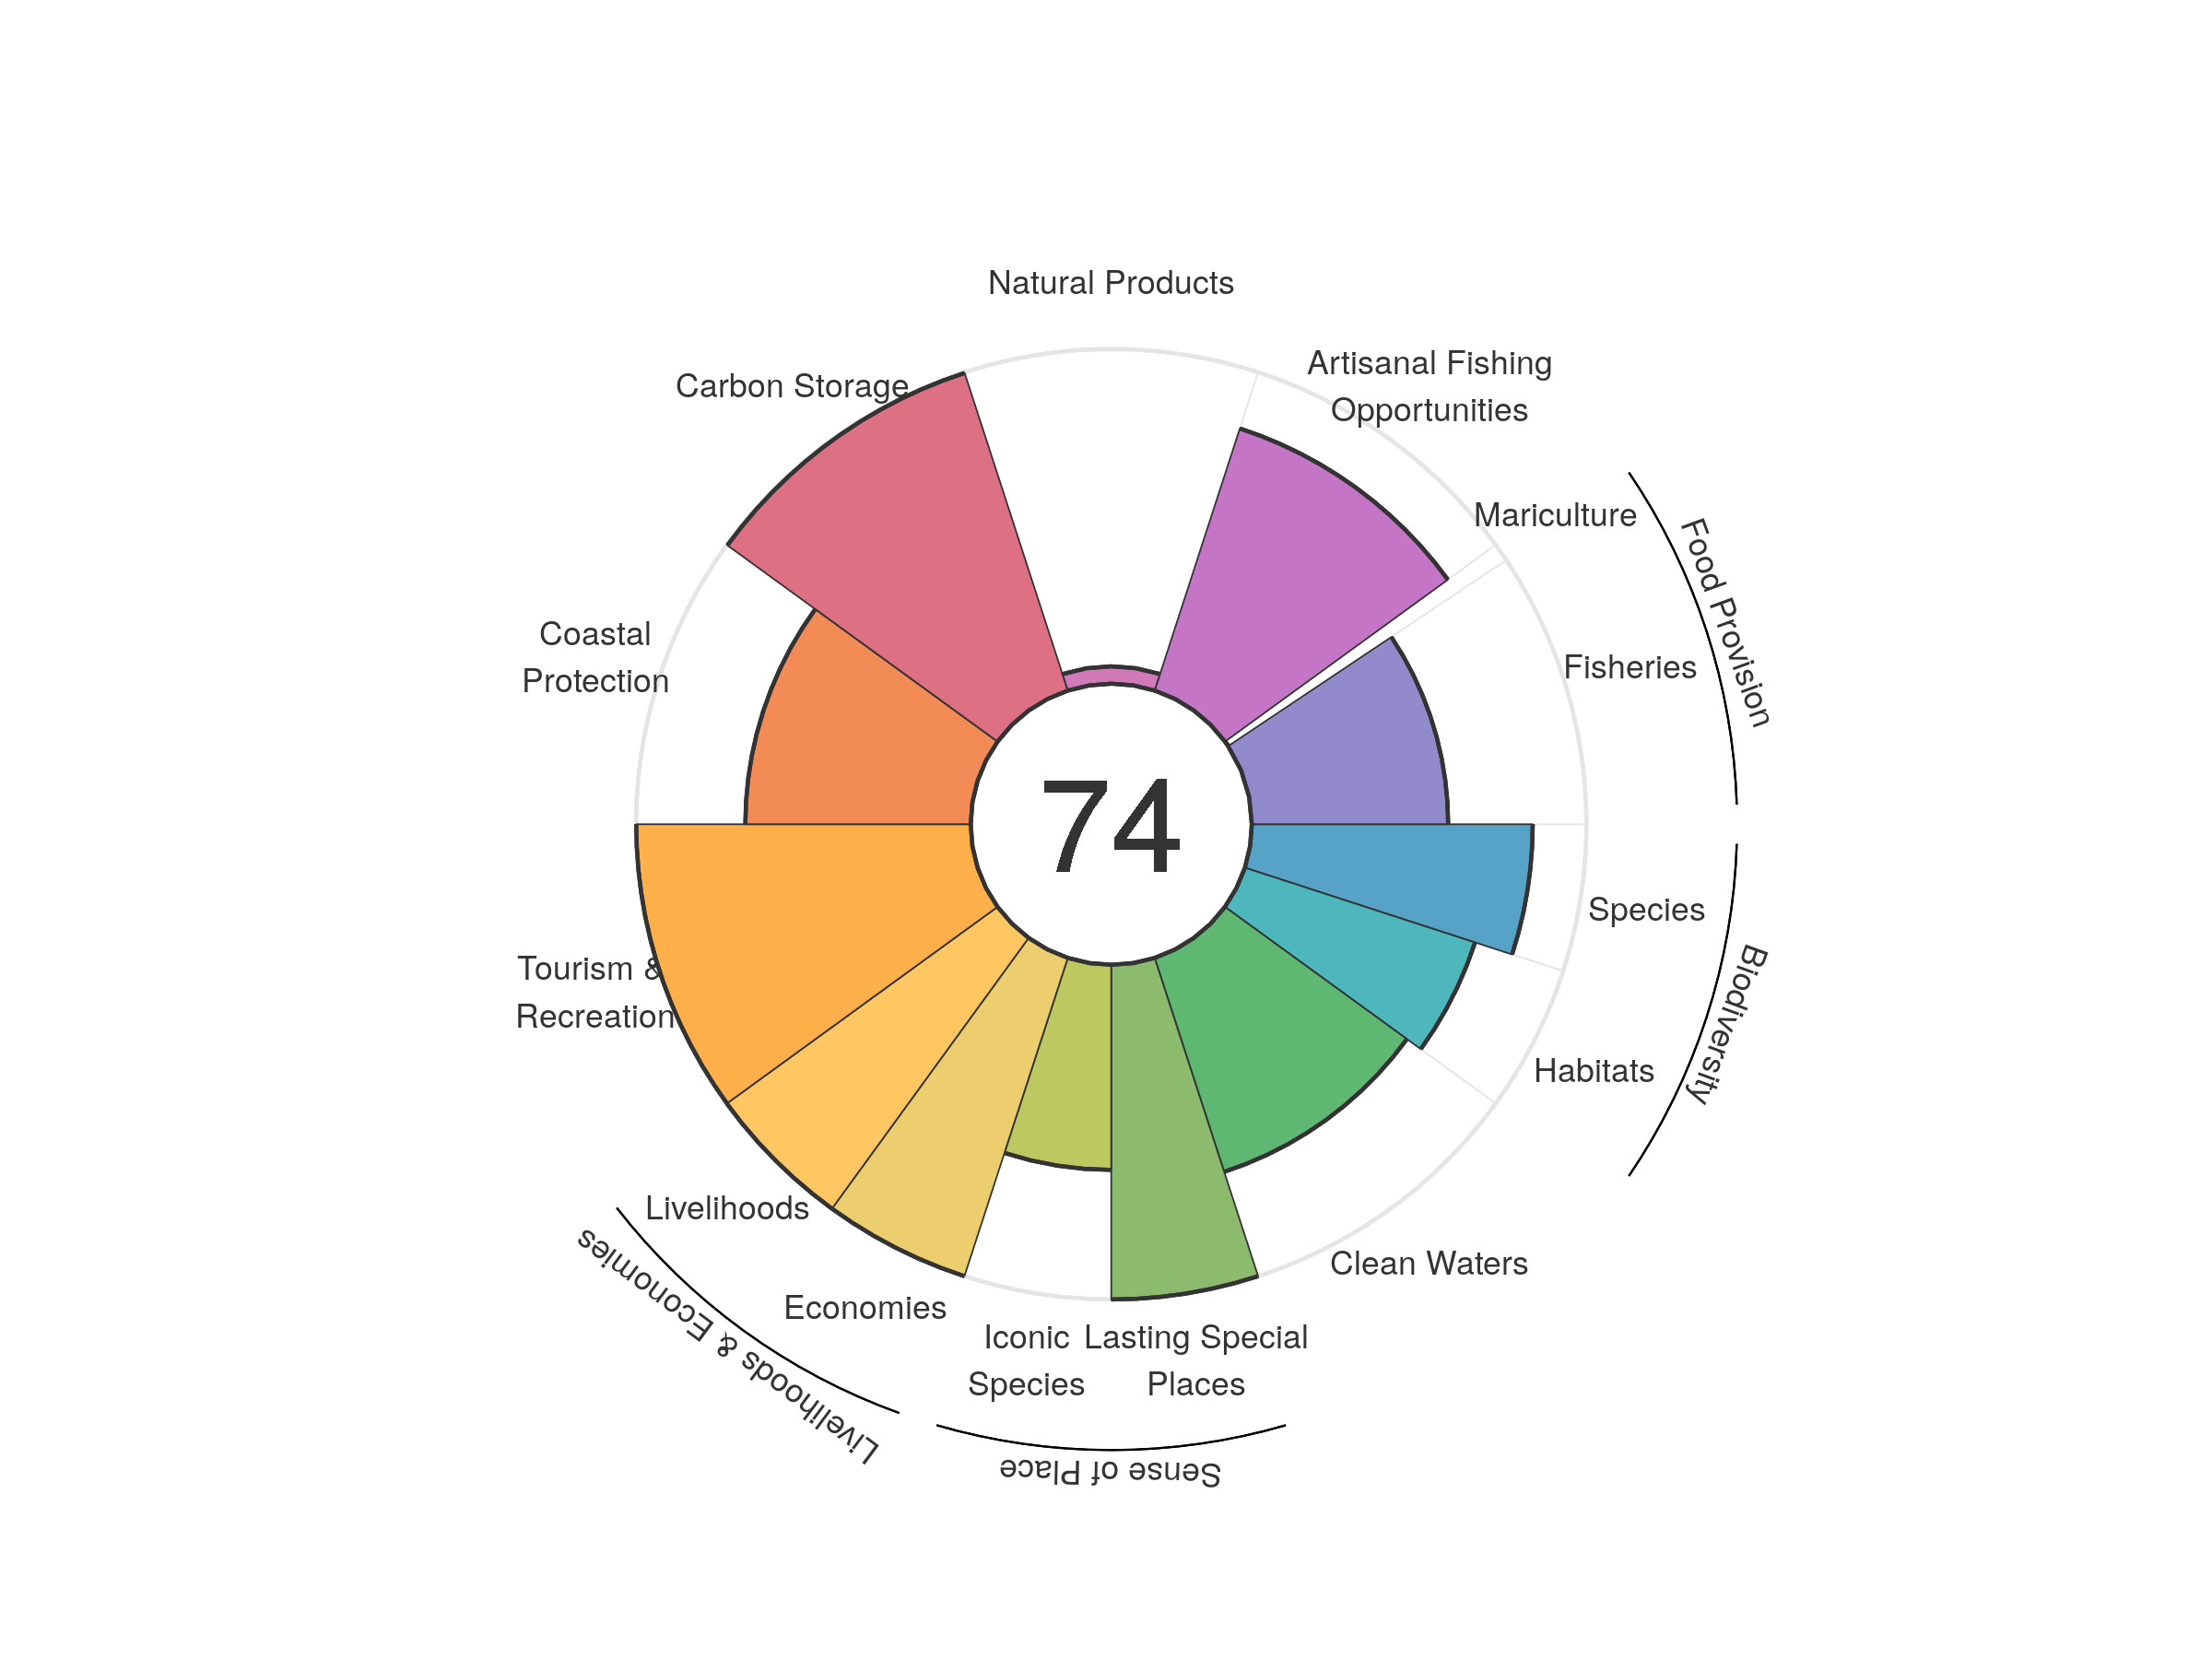 Natural Products
Artisanal Fishing
Opportunities
Carbon Storage
Mariculture
Food Provision
Coastal
Protection
Fisheries
74
Species
Biodiversity
Tourism &
Recreation
Habitats
Livelihoods
Clean Waters
Livelihoods & Economies
Economies
Iconic
Species
Lasting Special
Places
Sense of Place